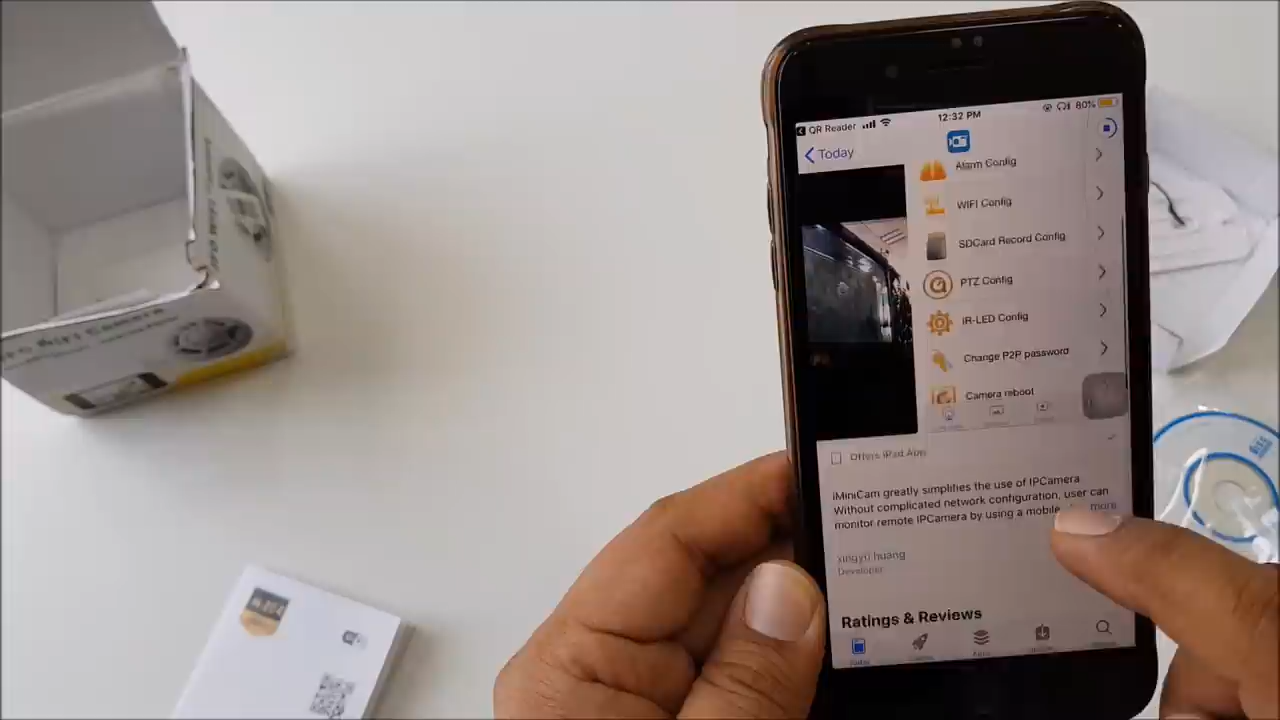 QR Reader
12:32 PM
80%
Today
Alarm Config
WIFI Config
SDCard Record Config
PTZ Config
iR-LED Config
Change P2P password
Camera reboot
Offers iPad App
iMiniCam greatly simplifies the use of IPCamera
Without complicated network configuration, user can
monitor remote IPCamera by using a mobile
more
xingyu huang
Developer
Ratings & Reviews
Today
Camera